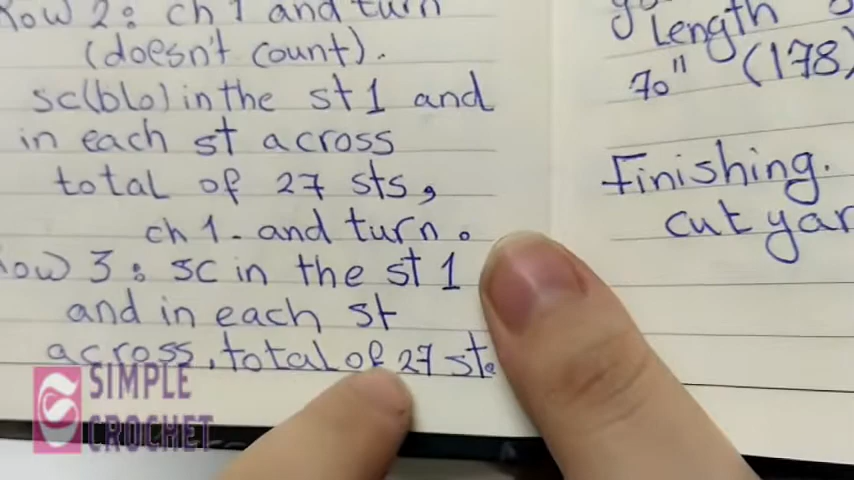 Row 2: ch 1 and turn
(doesn't count).
sc(blo) in the st 1 and
in each st across
total of 27 sts,
ch 1. and turn.
Row 3: sc in the st 1
and in each st
across, total of 27 st.
length
70" (178
Finishing.
cut yar
SIMPLE
CROCHET